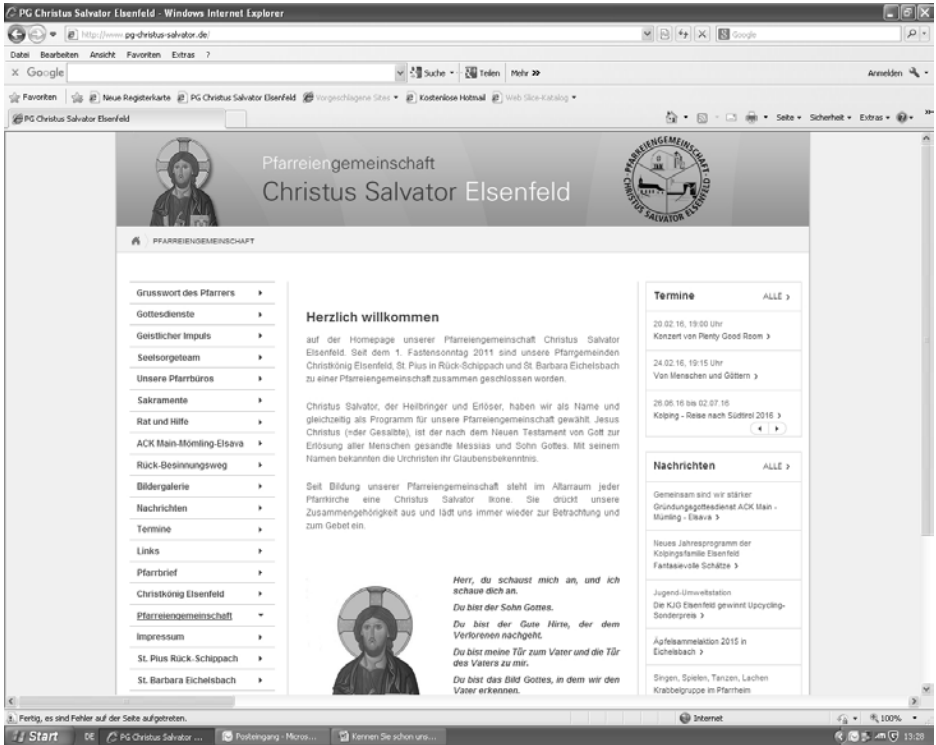 PG Christus Salvator Elsenfeld - Windows Internet Explorer
http://www.pg-christus-salvator.de/
Google
Datei Bearbeiten Ansicht Favoriten Extras ?
x Google
Suche
Teilen
Mehr »
Anmelden
Favoriten
Neue Registerkarte
PG Christus Salvator Elsenfeld
Vorgeschlagene Sites
Kostenlose Hotmail
Web Slice-Katalog
PG Christus Salvator Elsenfeld
Seite
Sicherheit
Extras
Pfarreiengemeinschaft
Christus Salvator Elsenfeld
PFARREIENGEMEINSCHAFT
CHRISTUS SALVATOR ELSENFELD
PFARREIENGEMEINSCHAFT
Grusswort des Pfarrers
Gottesdienste
Geistlicher Impuls
Seelsorgeteam
Unsere Pfarrbüros
Sakramente
Rat und Hilfe
ACK Main-Mömling-Elsava
Rück-Besinnungsweg
Bildergalerie
Nachrichten
Termine
Links
Pfarrbrief
Christkönig Elsenfeld
Pfarreiengemeinschaft
Impressum
St. Pius Rück-Schippach
St. Barbara Eichelsbach
Herzlich willkommen
auf der Homepage unserer Pfarreiengemeinschaft Christus Salvator
Elsenfeld. Seit dem 1. Fastensonntag 2011 sind unsere Pfarrgemeinden
Christkönig Elsenfeld, St. Pius in Rück-Schippach und St. Barbara Eichelsbach
zu einer Pfarreiengemeinschaft zusammen geschlossen worden.
Christus Salvator, der Heilbringer und Erlöser, haben wir als Name und
gleichzeitig als Programm für unsere Pfarreiengemeinschaft gewählt. Jesus
Christus (=der Gesalbte), ist der nach dem Neuen Testament von Gott zur
Erlösung aller Menschen gesandte Messias und Sohn Gottes. Mit seinem
Namen bekannten die Urchristen ihr Glaubensbekenntnis.
Seit Bildung unserer Pfarreiengemeinschaft steht im Altarraum jeder
Pfarrkirche eine Christus Salvator Ikone. Sie drückt unsere
Zusammengehörigkeit aus und lädt uns immer wieder zur Betrachtung und
zum Gebet ein.
Herr, du schaust mich an, und ich
schaue dich an.
Du bist der Sohn Gottes.
Du bist der Gute Hirte, der dem
Verlorenen nachgeht.
Du bist meine Tür zum Vater und die Tür
des Vaters zu mir.
Du bist das Bild Gottes, in dem wir den
Vater erkennen.
Termine ALLE
20.02.16, 19:00 Uhr
Konzert von Plenty Good Room
24.02.16, 19:15 Uhr
Von Menschen und Göttern
26.06.16 bis 02.07.16
Kolping - Reise nach Südtirol 2016
Nachrichten ALLE
Gemeinsam sind wir stärker
Gründungsgottesdienst ACK Main -
Mümling - Elsava
Neues Jahresprogramm der
Kolpingsfamilie Elsenfeld
Fantasievolle Schätze
Jugend-Umweltstation
Die KJG Elsenfeld gewinnt Upcycling-
Sonderpreis
Apfelsammelaktion 2015 in
Eichelsbach
Singen, Spielen, Tanzen, Lachen
Krabbelgruppe im Pfarrheim
Fertig, es sind Fehler auf der Seite aufgetreten.
Internet
100%
Start
DE
PG Christus Salvator ...
Posteingang - Micros...
Kennen Sie schon uns...
13:28